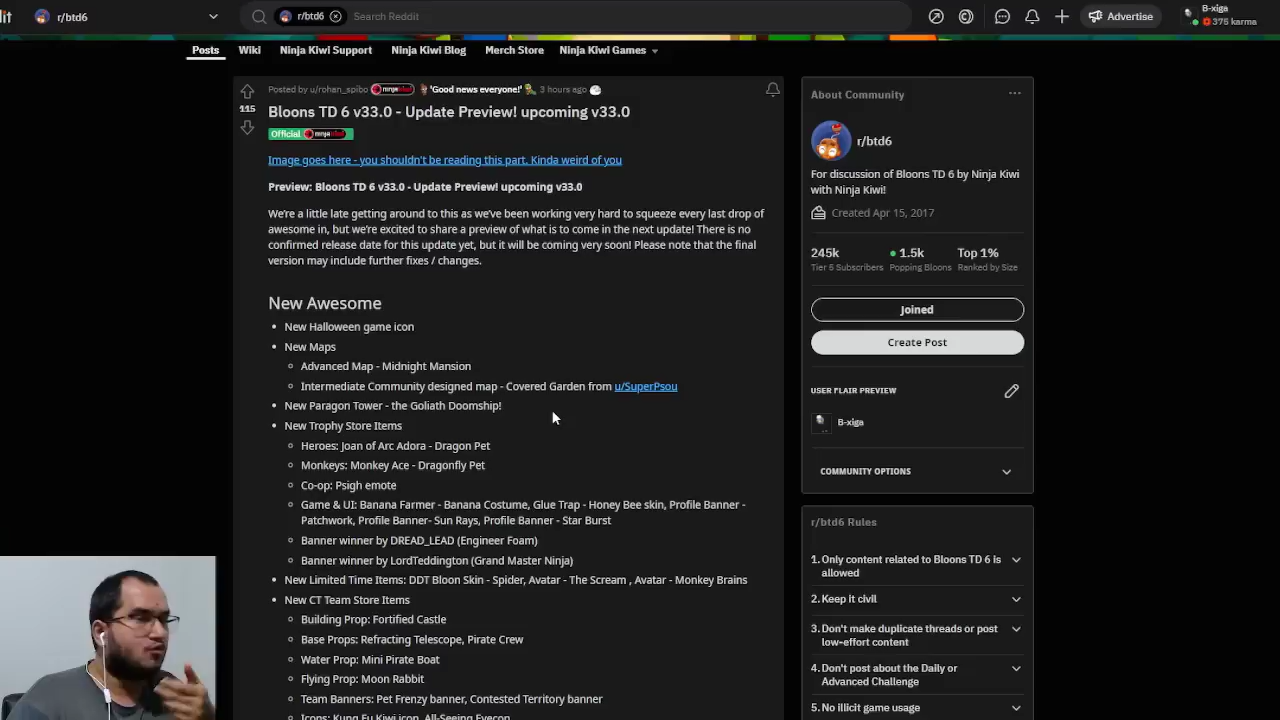 it
r/btd6
r/btd6
Search Reddit
Advertise
B-xiga
375 karma
Posts
Wiki
Ninja Kiwi Support
Ninja Kiwi Blog
Merch Store
Ninja Kiwi Games
Posted by u/rohan_spibo
'Good news everyone!'
3 hours ago
115
Bloons TD 6 v33.0 - Update Preview! upcoming v33.0
Official
Image goes here - you shouldn't be reading this part. Kinda weird of you
Preview: Bloons TD 6 v33.0 - Update Preview! upcoming v33.0
We're a little late getting around to this as we've been working very hard to squeeze every last drop of
awesome in, but we're excited to share a preview of what is to come in the next update! There is no
confirmed release date for this update yet, but it will be coming very soon! Please note that the final
version may include further fixes / changes.
New Awesome
New Halloween game icon
New Maps
Advanced Map - Midnight Mansion
Intermediate Community designed map - Covered Garden from u/SuperPsou
New Paragon Tower - the Goliath Doomship!
New Trophy Store Items
Heroes: Joan of Arc Adora - Dragon Pet
Monkeys: Monkey Ace - Dragonfly Pet
Co-op: Psigh emote
Game & UI: Banana Farmer - Banana Costume, Glue Trap - Honey Bee skin, Profile Banner -
Patchwork, Profile Banner- Sun Rays, Profile Banner - Star Burst
Banner winner by DREAD_LEAD (Engineer Foam)
Banner winner by LordTeddington (Grand Master Ninja)
New Limited Time Items: DDT Bloon Skin - Spider, Avatar - The Scream , Avatar - Monkey Brains
New CT Team Store Items
Building Prop: Fortified Castle
Base Props: Refracting Telescope, Pirate Crew
Water Prop: Mini Pirate Boat
Flying Prop: Moon Rabbit
Team Banners: Pet Frenzy banner, Contested Territory banner
Icons: Kung Fu Kiwi icon, All-Seeing Eyecon
About Community
r/btd6
For discussion of Bloons TD 6 by Ninja Kiwi
with Ninja Kiwi!
Created Apr 15, 2017
245k
1.5k
Top 1%
Tier 5 Subscribers
Popping Bloons
Ranked by Size
Joined
Create Post
USER FLAIR PREVIEW
B-xiga
COMMUNITY OPTIONS
r/btd6 Rules
1. Only content related to Bloons TD 6 is
allowed
2. Keep it civil
3. Don't make duplicate threads or post
low-effort content
4. Don't post about the Daily or
Advanced Challenge
5. No illicit game usage